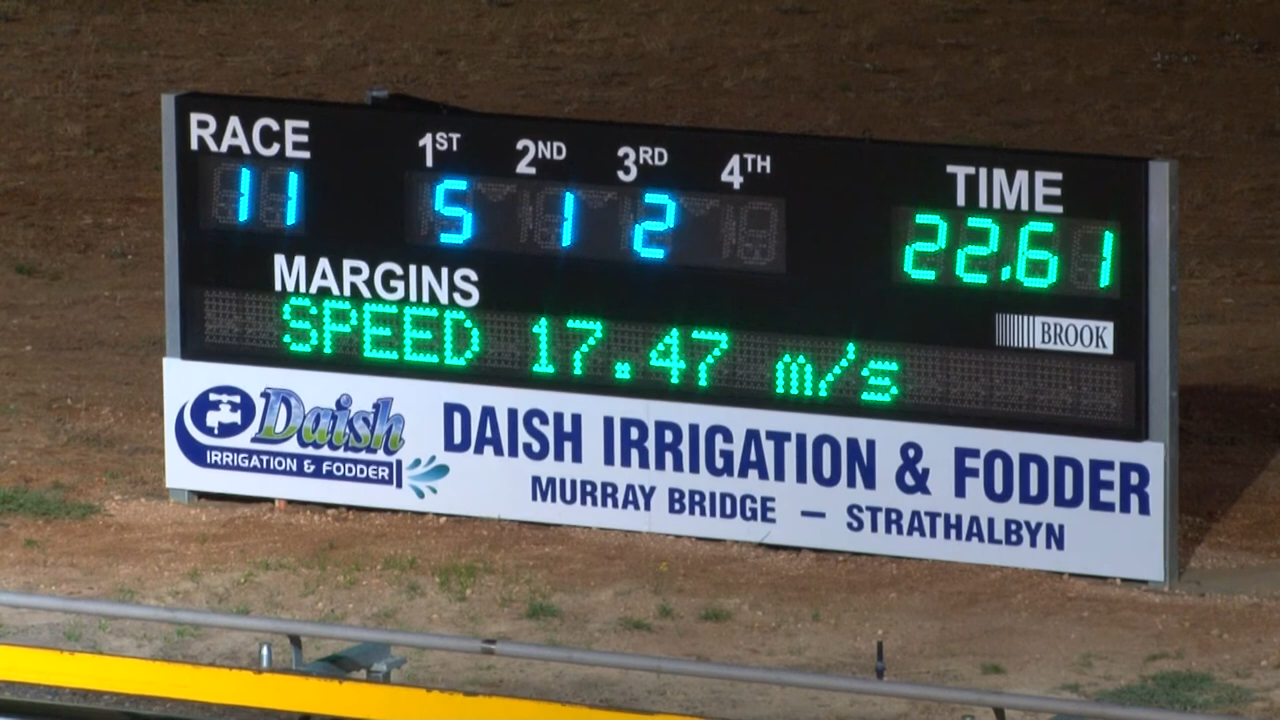 RACE 1ST 2ND 3RD 4TH TIME
11 5 1 2 22.61
MARGINS
SPEED 17.47 m/s
BROOK
Daish
IRRIGATION & FODDER
DAISH IRRIGATION & FODDER
MURRAY BRIDGE — STRATHALBYN